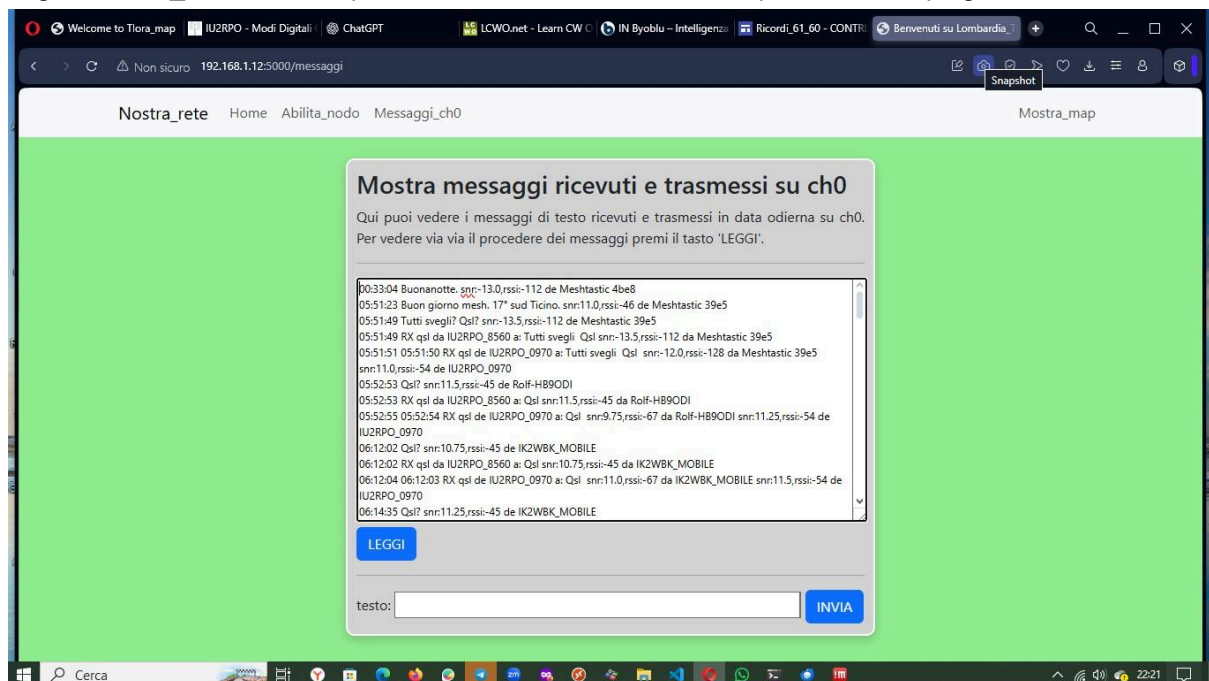 Welcome to Tlora_map
IU2RPO - Modi Digitali
ChatGPT
LCWO.net - Learn CW O
IN Byoblu – Intelligenza
Ricordi_61_60 - CONTRI
Benvenuti su Lombardia_T
Non sicuro 192.168.1.12:5000/messaggi
Snapshot
Nostra_rete Home Abilita_nodo Messaggi_ch0 Mostra_map
Mostra messaggi ricevuti e trasmessi su ch0
Qui puoi vedere i messaggi di testo ricevuti e trasmessi in data odierna su ch0.
Per vedere via via il procedere dei messaggi premi il tasto 'LEGGI'.
00:33:04 Buonanotte. snr:-13.0,rssi:-112 de Meshtastic 4be8
05:51:23 Buon giorno mesh. 17° sud Ticino. snr:11.0,rssi:-46 de Meshtastic 39e5
05:51:49 Tutti svegli? Qsl? snr:-13.5,rssi:-112 de Meshtastic 39e5
05:51:49 RX qsl da IU2RPO_8560 a: Tutti svegli Qsl snr:-13.5,rssi:-112 da Meshtastic 39e5
05:51:51 05:51:50 RX qsl de IU2RPO_0970 a: Tutti svegli Qsl snr:-12.0,rssi:-128 da Meshtastic 39e5
snr:11.0,rssi:-54 de IU2RPO_0970
05:52:53 Qsl? snr:11.5,rssi:-45 de Rolf-HB9ODI
05:52:53 RX qsl da IU2RPO_8560 a: Qsl snr:11.5,rssi:-45 da Rolf-HB9ODI
05:52:55 05:52:54 RX qsl de IU2RPO_0970 a: Qsl snr:9.75,rssi:-67 da Rolf-HB9ODI snr:11.25,rssi:-54 de
IU2RPO_0970
06:12:02 Qsl? snr:10.75,rssi:-45 de IK2WBK_MOBILE
06:12:02 RX qsl da IU2RPO_8560 a: Qsl snr:10.75,rssi:-45 da IK2WBK_MOBILE
06:12:04 06:12:03 RX qsl de IU2RPO_0970 a: Qsl snr:11.0,rssi:-67 da IK2WBK_MOBILE snr:11.5,rssi:-54 de
IU2RPO_0970
06:14:35 Qsl? snr:11.25,rssi:-45 de IK2WBK_MOBILE
LEGGI
testo:
INVIA
Cerca
22:21